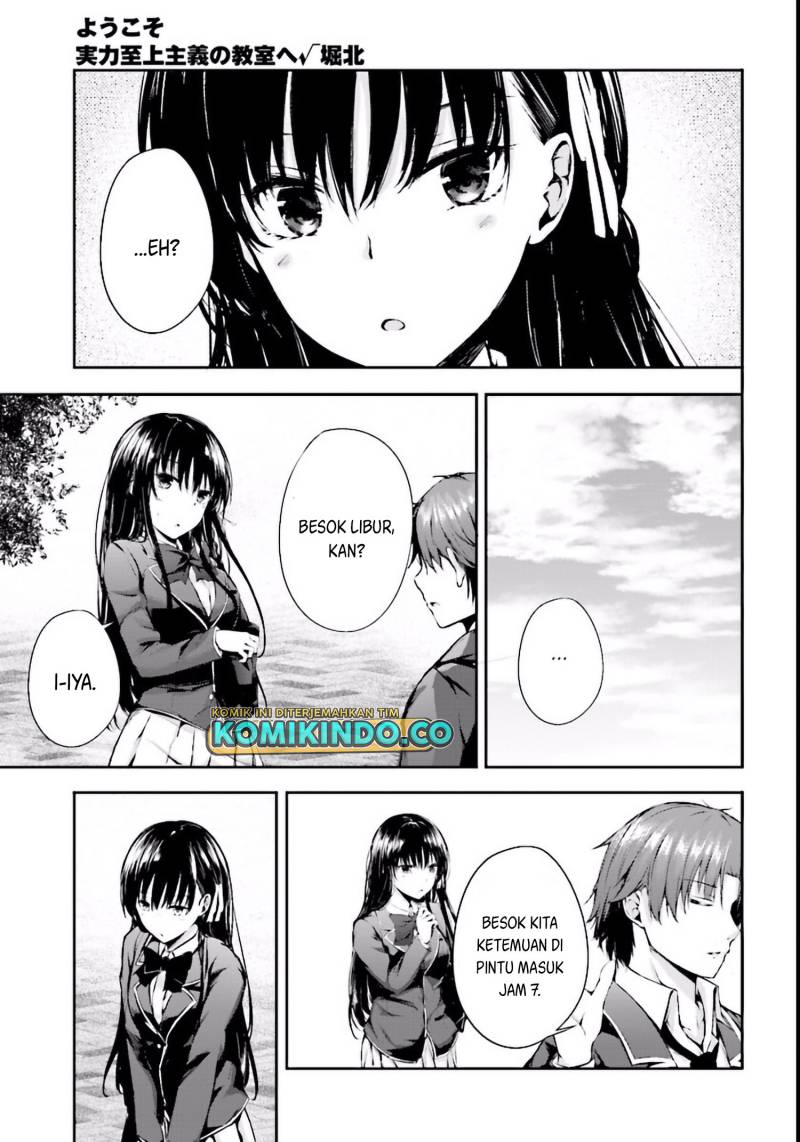 ようこそ
実力至上主義の教室へ√堀北
...EH?
...
BESOK LIBUR,
KAN?
I-IYA.
KOMIK INI DITERJEMAHKAN TIM
KOMIKINDO.CO
BESOK KITA
KETEMUAN DI
PINTU MASUK
JAM 7.